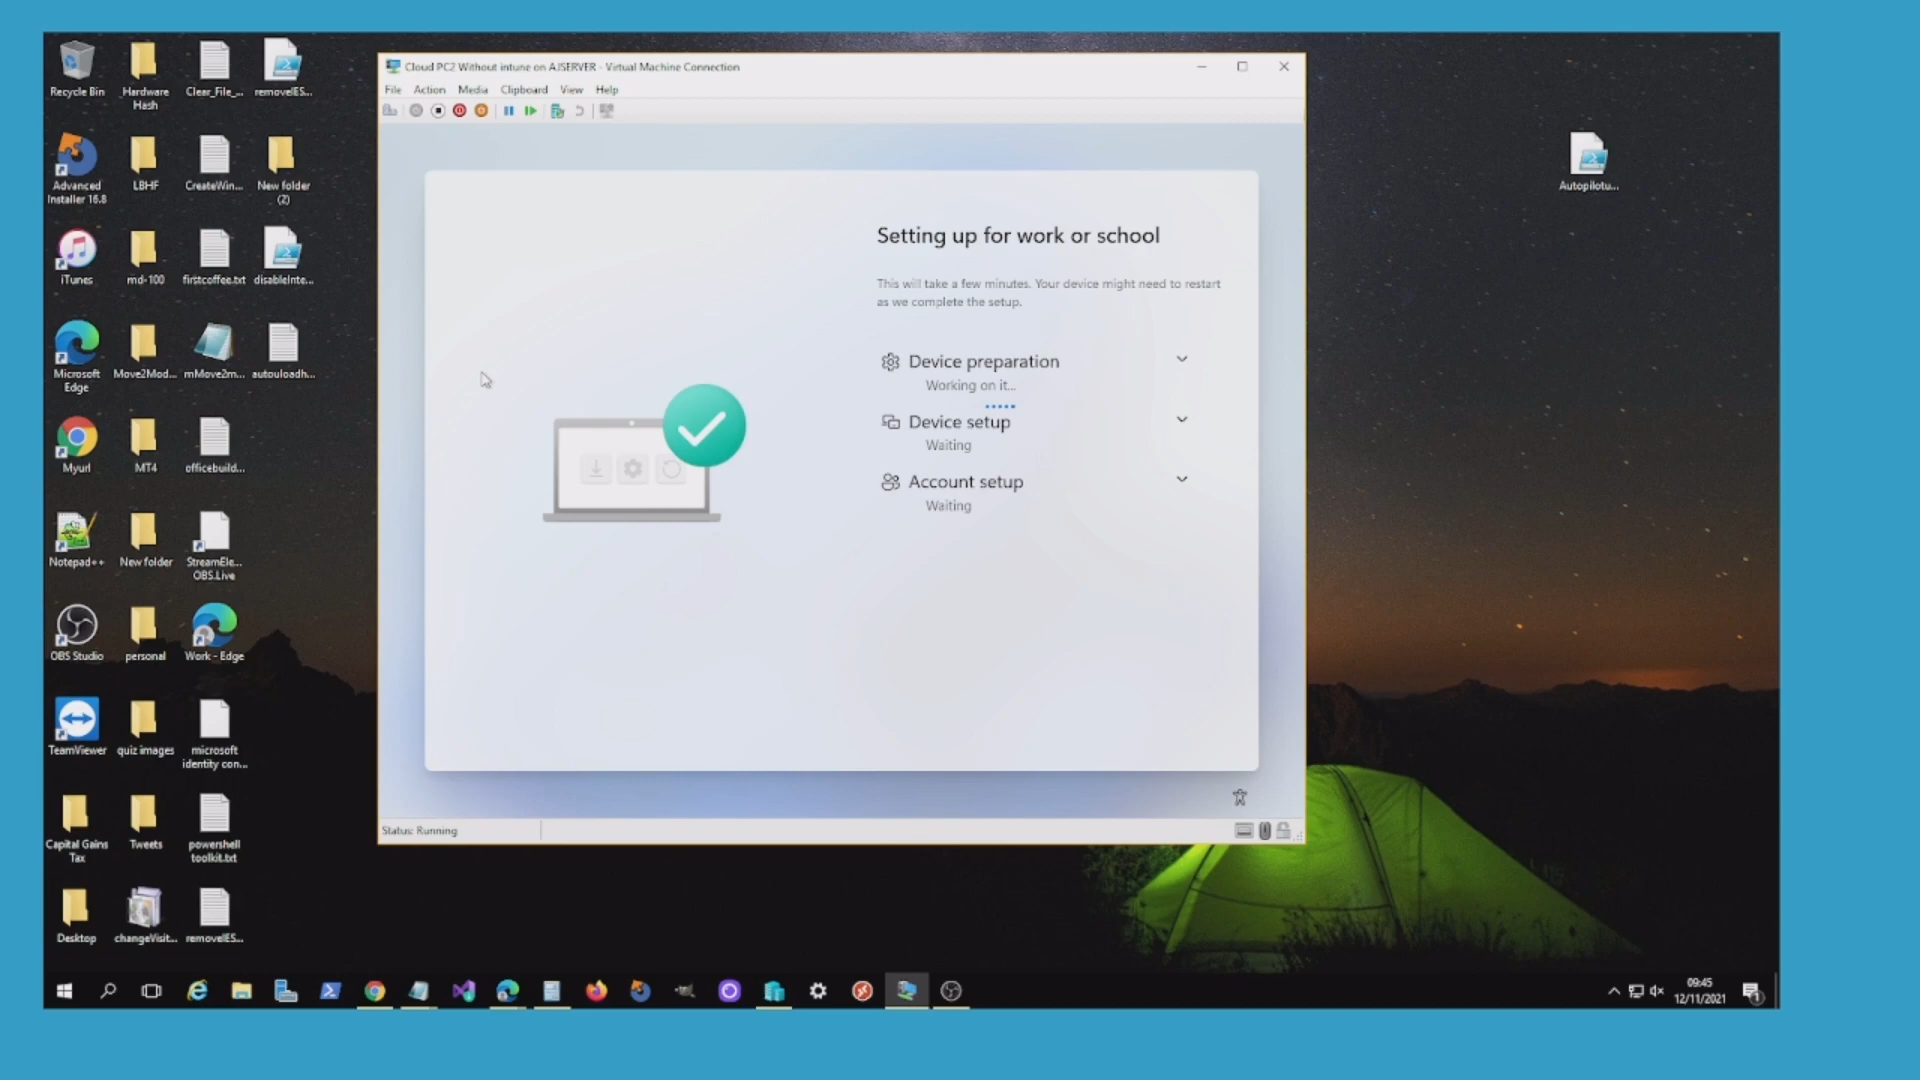 Recycle Bin
Hardware
Hash
Clear_File_...
removeIES...
Advanced
Installer 16.8
LBHF
CreateWin...
New folder
(2)
iTunes
md-100
firstcoffee.txt
disableInte...
Microsoft
Edge
Move2Mod...
mMove2m...
autouloadh...
Myurl
MT4
officebuild...
Notepad++
New folder
StreamEle...
OBS.Live
OBS Studio
personal
Work - Edge
TeamViewer
quiz images
microsoft
identity con...
Capital Gains
Tax
Tweets
powershell
toolkit.txt
Desktop
changeVisit...
removeIES...
Cloud PC2 Without intune on AJSERVER - Virtual Machine Connection
File Action Media Clipboard View Help
Setting up for work or school
This will take a few minutes. Your device might need to restart
as we complete the setup.
Device preparation
Working on it...
Device setup
Waiting
Account setup
Waiting
Status: Running
Autopilotu...
09:45
12/11/2021
1